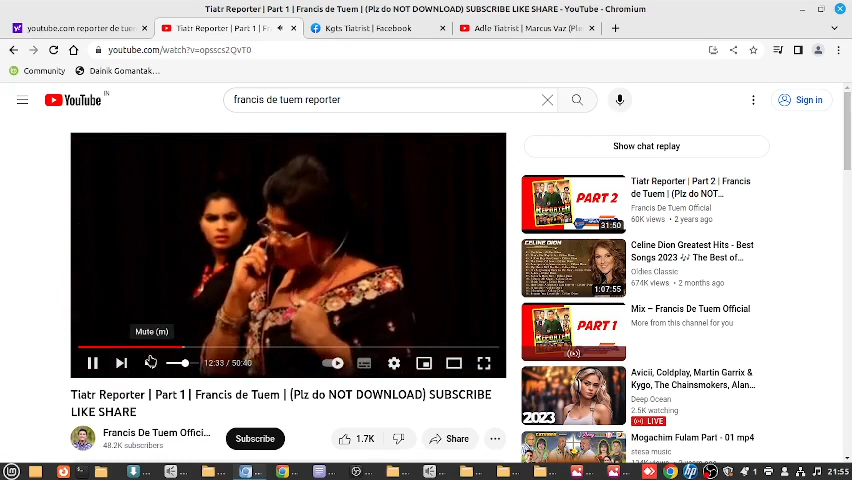 Tiatr Reporter | Part 1 | Francis de Tuem | (Plz do NOT DOWNLOAD) SUBSCRIBE LIKE SHARE - YouTube - Chromium
youtube.com reporter de tuem
Tiatr Reporter | Part 1 | F
Kgts Tiatrist | Facebook
Adle Tiatrist | Marcus Vaz (Ple
youtube.com/watch?v=opsscs2QvT0
Community
Dainik Gomantak...
YouTube IN
francis de tuem reporter
Sign in
Show chat replay
PART 2
REPORTER
31:50
Tiatr Reporter | Part 2 | Francis
de Tuem | (Plz do NOT...
Francis De Tuem Official
60K views • 2 years ago
CELINE DION
1:07:55
Celine Dion Greatest Hits - Best
Songs 2023 🎶 The Best of...
Oldies Classic
674K views • 2 months ago
PART 1
REPORTER
Mix – Francis De Tuem Official
More from this channel for you
2023
Avicii, Coldplay, Martin Garrix &
Kygo, The Chainsmokers, Alan...
Deep Ocean
2.5K watching
LIVE
Mogachim Fulam Part - 01 mp4
stesa music
Mute (m)
12:33 / 50:40
Tiatr Reporter | Part 1 | Francis de Tuem | (Plz do NOT DOWNLOAD) SUBSCRIBE
LIKE SHARE
Francis De Tuem Offici...
48.2K subscribers
Subscribe
1.7K
Share
21:55